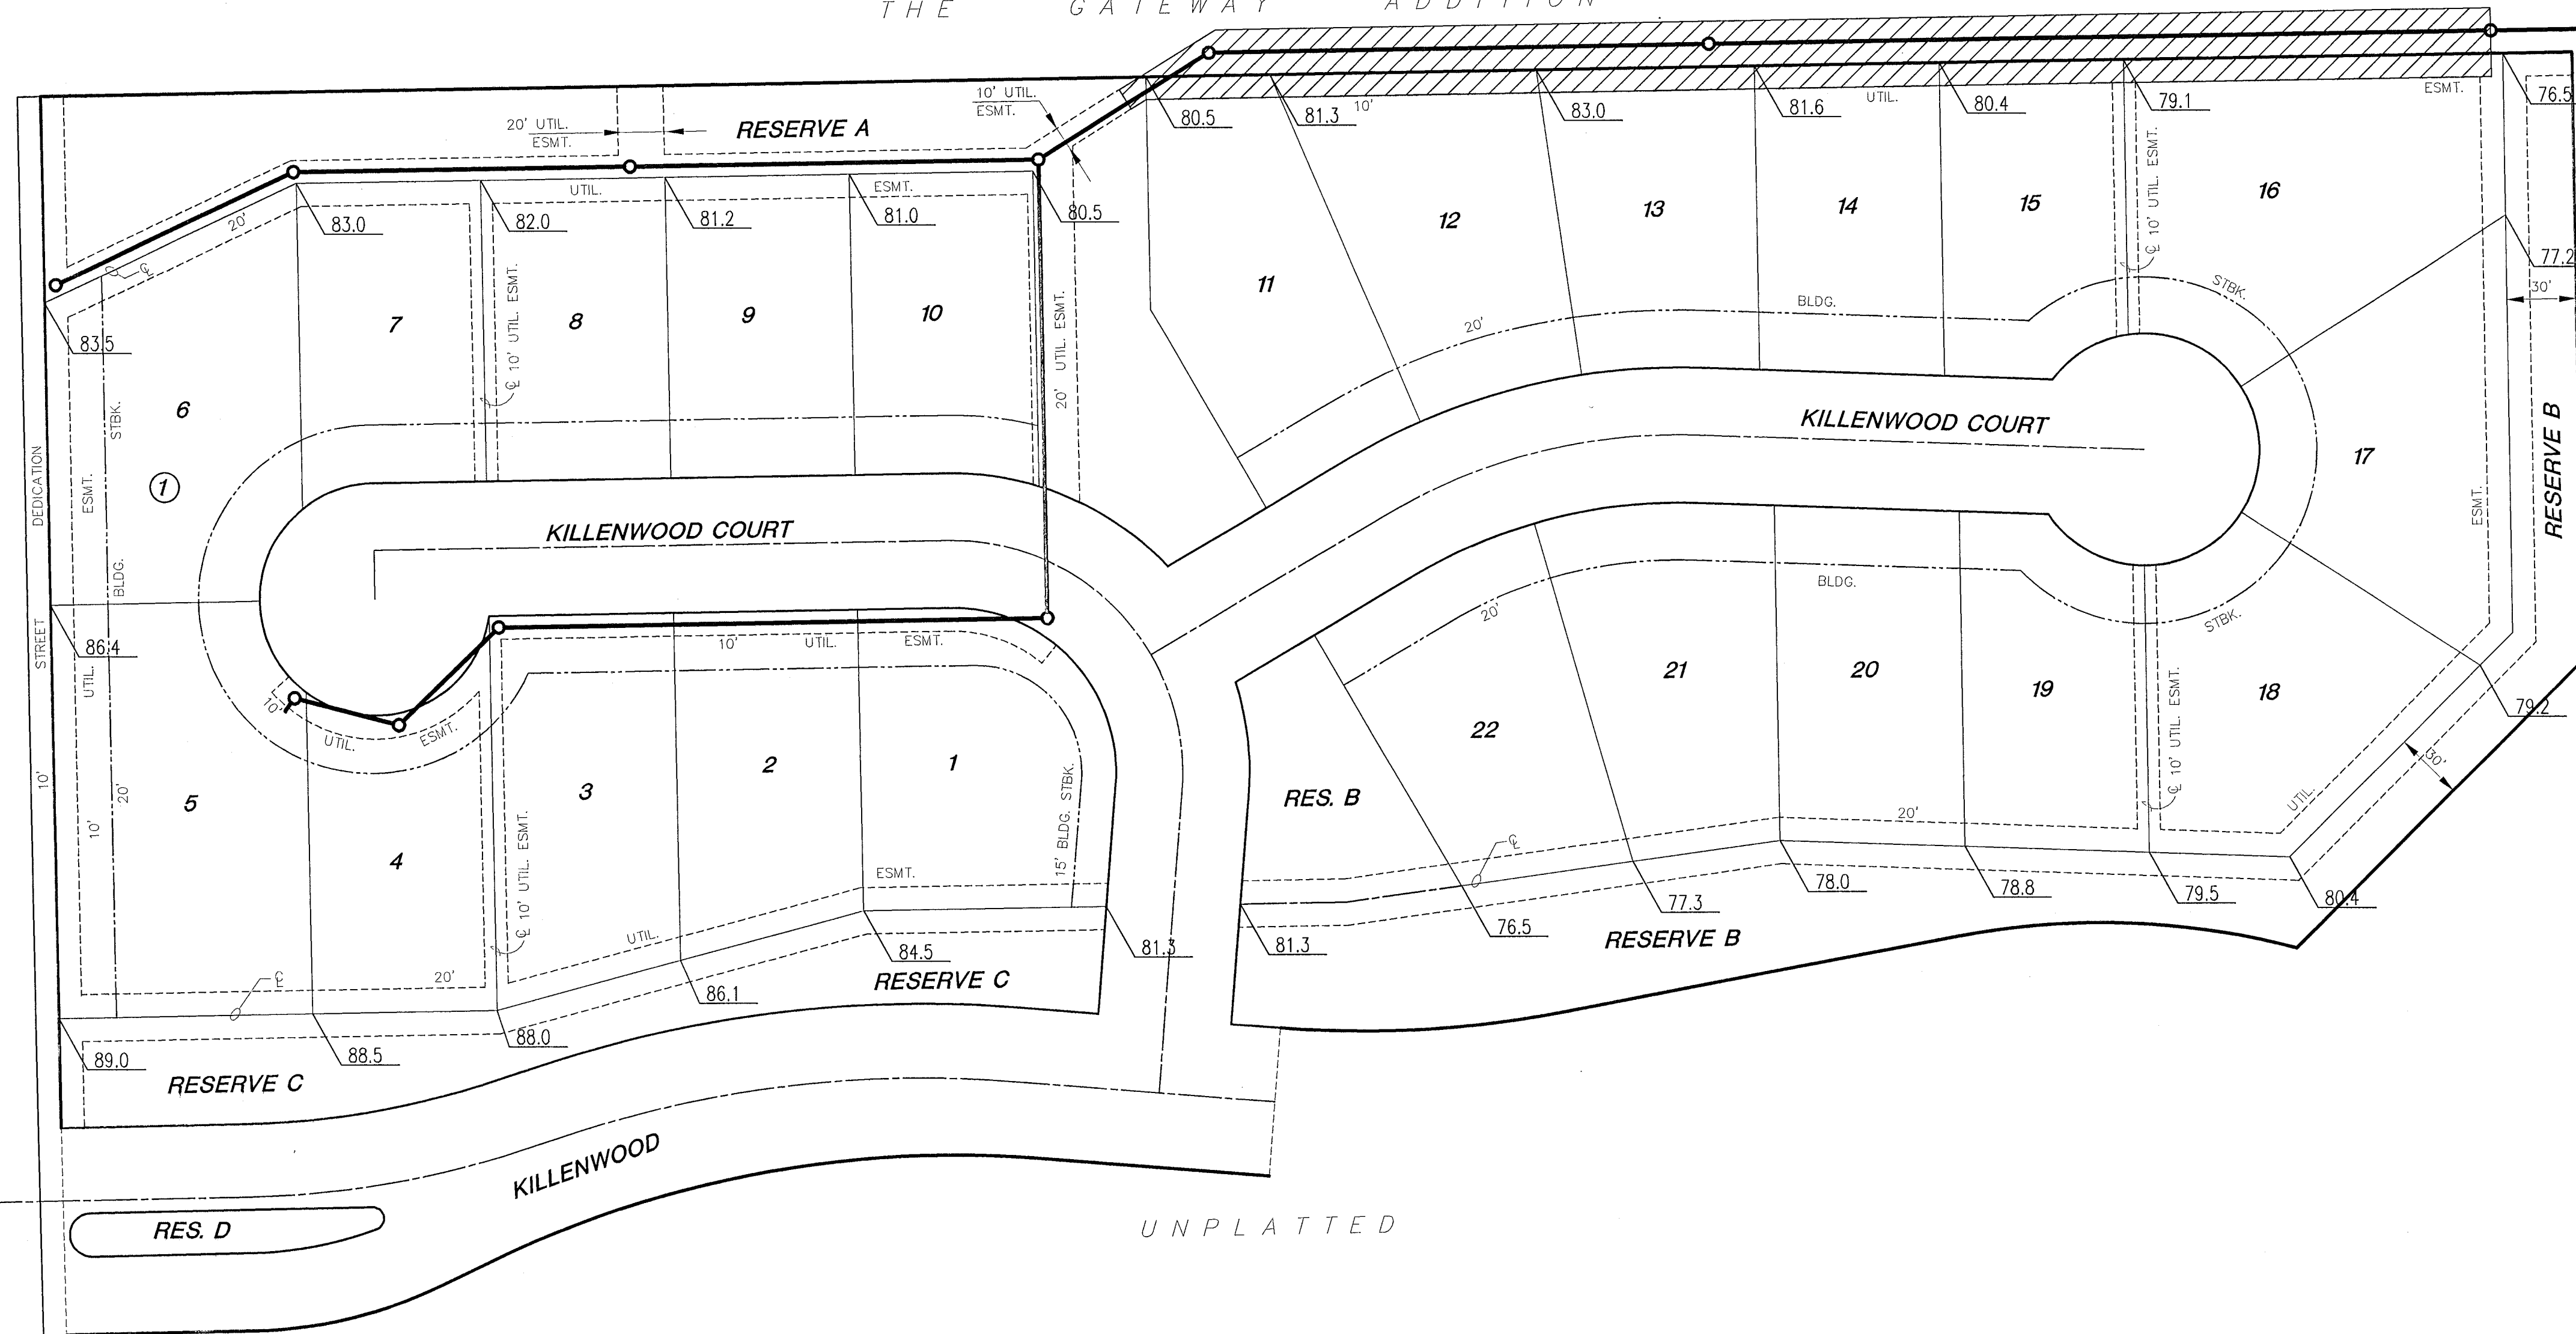 THE GATEWAY ADDITION
10' UTIL.
ESMT.
20' UTIL.
ESMT.
RESERVE A
80.5
81.3
10'
83.0
81.6
UTIL.
80.4
79.1
ESMT.
76.5
20'
83.0
UTIL.
82.0
81.2
ESMT.
81.0
80.5
12
13
14
15
16
℄ 10' UTIL. ESMT.
77.2
30'
℄
83.5
7
8
9
10
11
℄ 10' UTIL. ESMT.
20' UTIL. ESMT.
20'
BLDG.
STBK.
6
STBK.
ESMT.
1
BLDG.
DEDICATION
STREET
10'
KILLENWOOD COURT
KILLENWOOD COURT
17
ESMT.
RESERVE B
86.4
UTIL.
10'
20'
10'
UTIL.
ESMT.
10'
UTIL.
ESMT.
20'
BLDG.
STBK.
22
21
20
19
18
℄ 10' UTIL. ESMT.
79.2
30'
UTIL.
5
4
3
2
1
℄ 10' UTIL. ESMT.
15' BLDG. STBK.
RES. B
20'
℄
ESMT.
UTIL.
20'
℄
84.5
81.3
81.3
76.5
77.3
78.0
78.8
79.5
80.4
RESERVE B
RESERVE C
86.1
88.0
88.5
89.0
RESERVE C
KILLENWOOD
RES. D
UNPLATTED